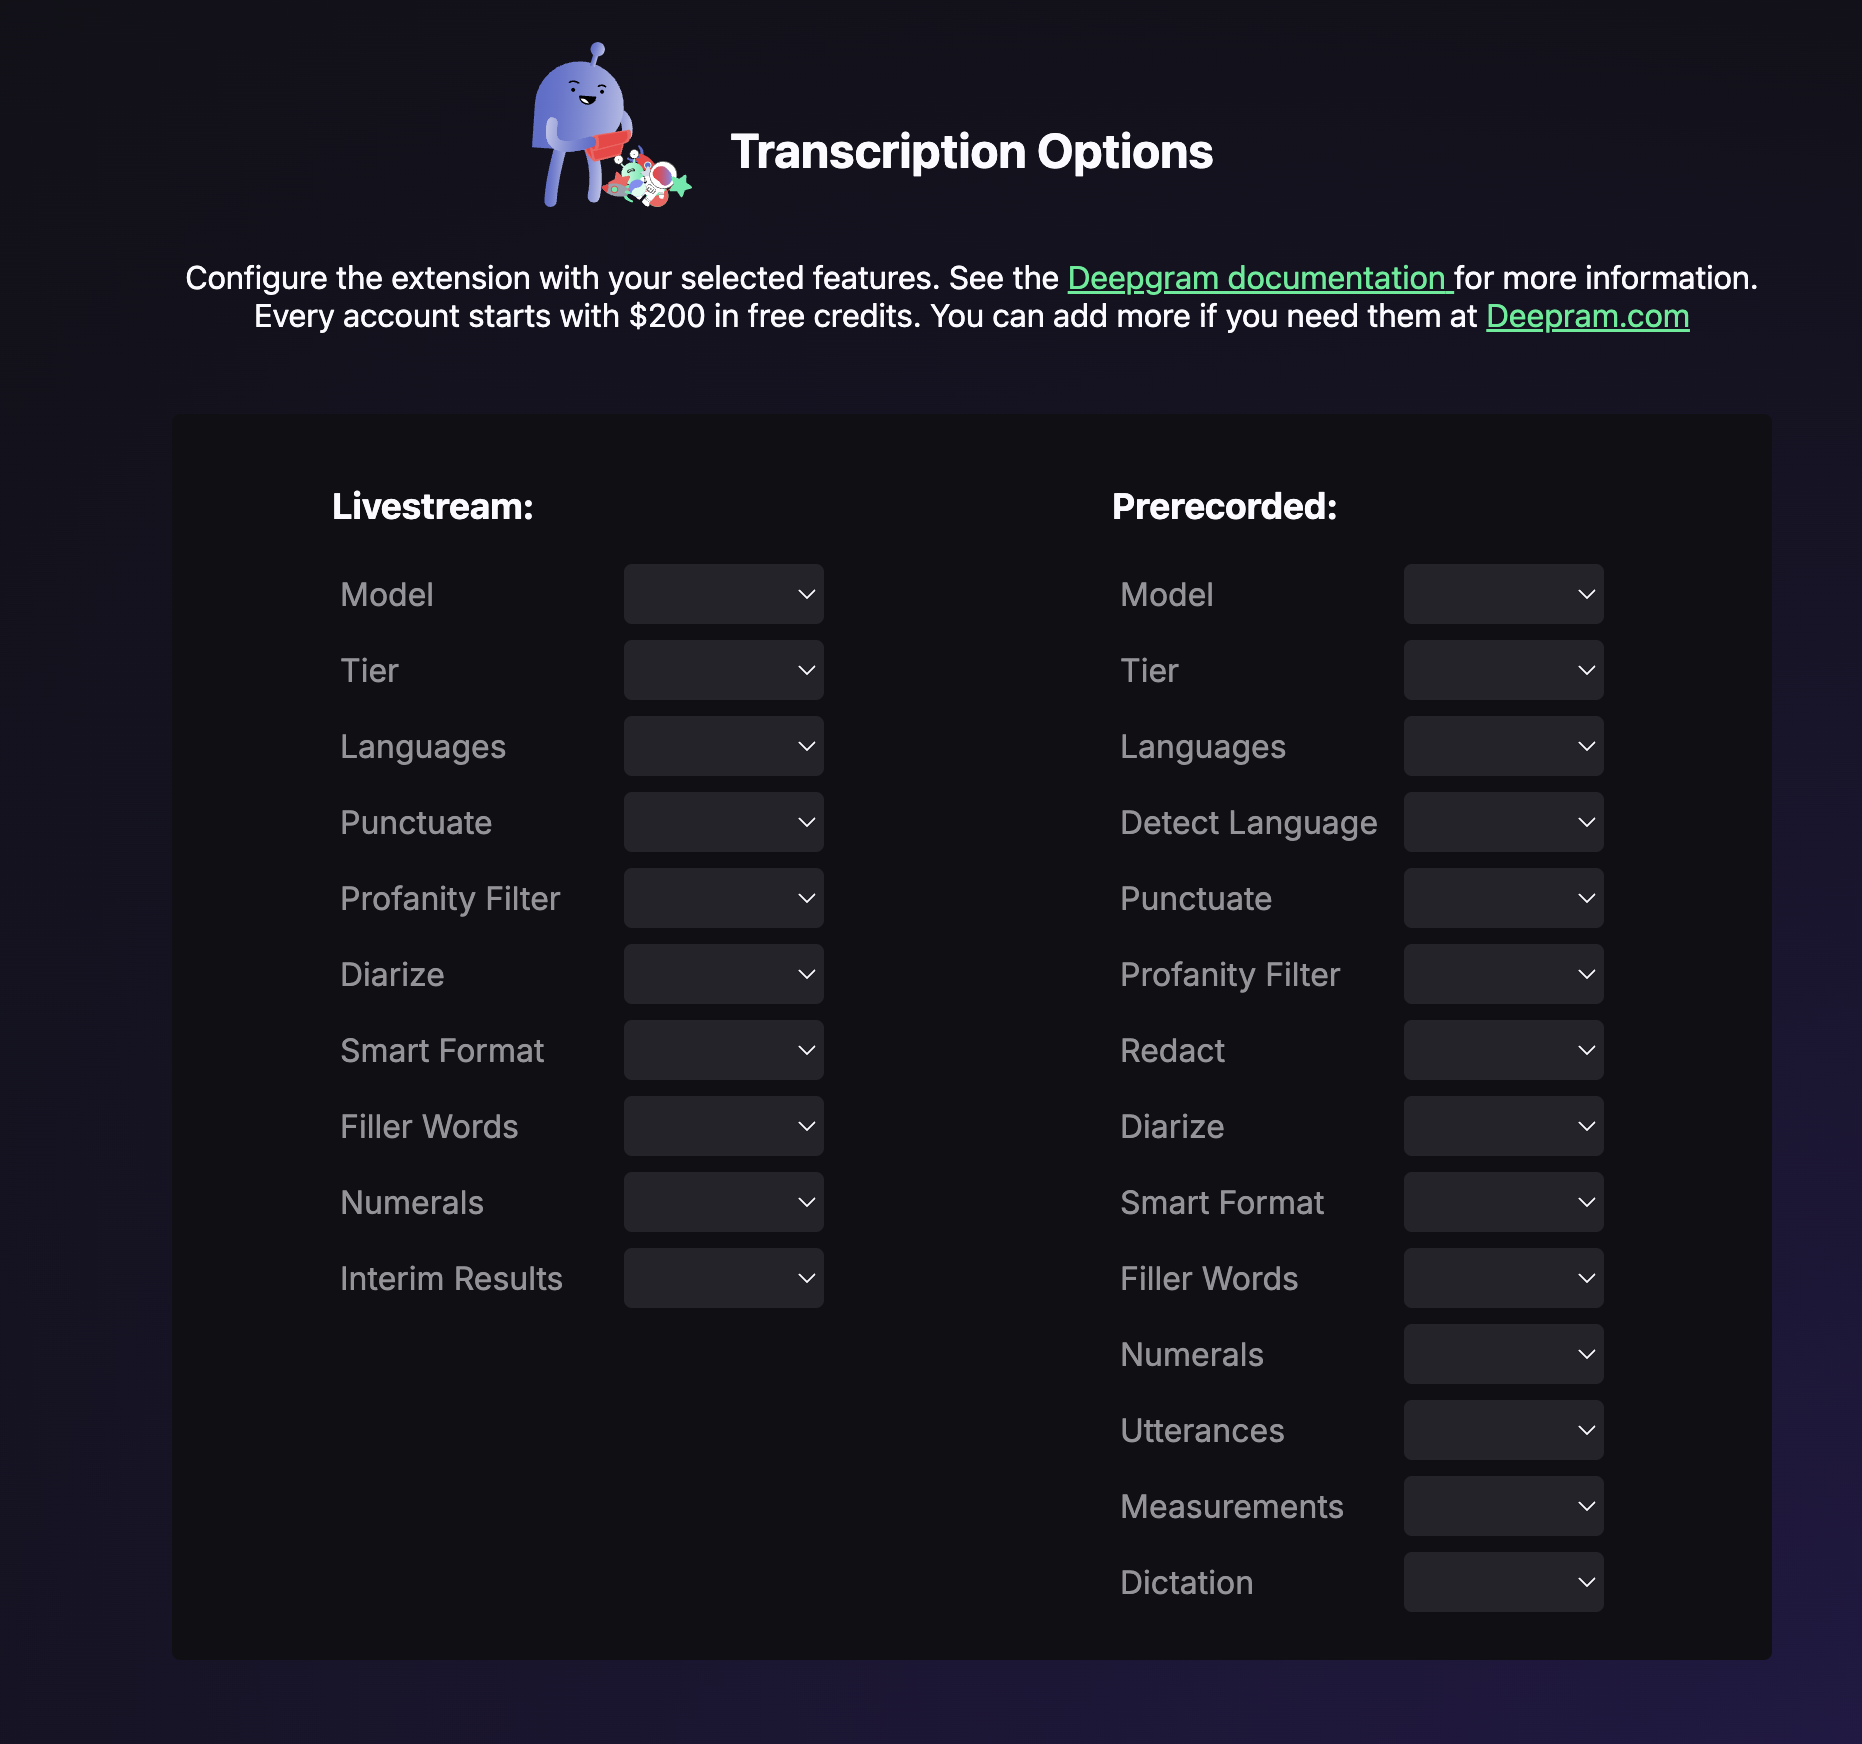 Transcription Options
Configure the extension with your selected features. See the Deepgram documentation for more information.
Every account starts with $200 in free credits. You can add more if you need them at Deepram.com
Livestream:
Model
Tier
Languages
Punctuate
Profanity Filter
Diarize
Smart Format
Filler Words
Numerals
Interim Results
Prerecorded:
Model
Tier
Languages
Detect Language
Punctuate
Profanity Filter
Redact
Diarize
Smart Format
Filler Words
Numerals
Utterances
Measurements
Dictation